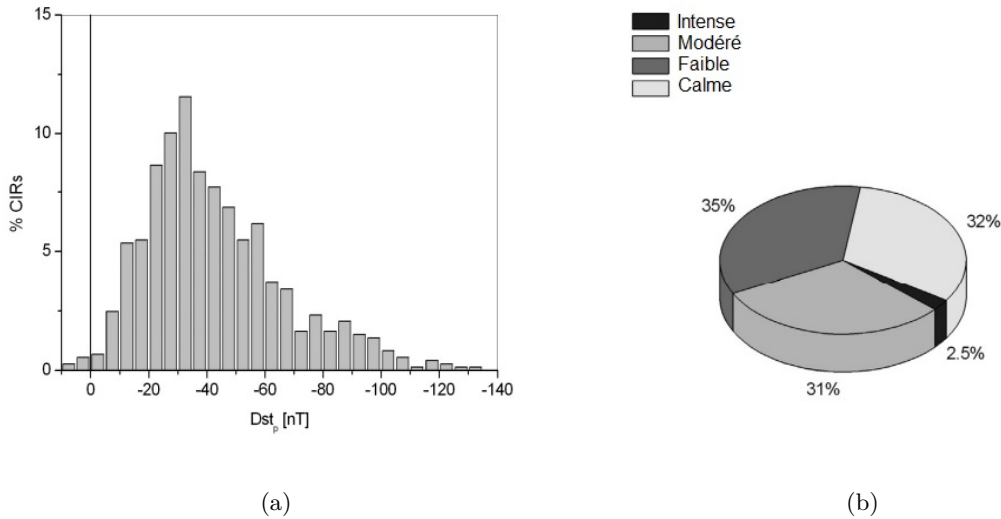 15
10
5
0
% CIRs
0
-20
-40
-60
-80
-100
-120
-140
Dst_p [nT]
(a)
Intense
Modéré
Faible
Calme
35%
32%
2.5%
31%
(b)